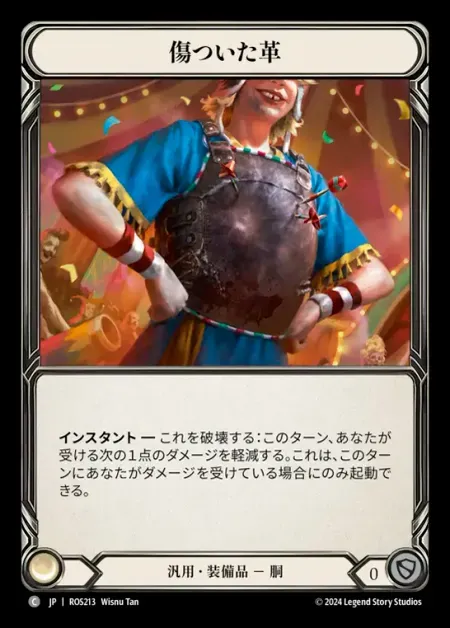 傷ついた革
インスタント ー これを破壊する：このターン、あなたが
受ける次の1点のダメージを軽減する。これは、このター
ンにあなたがダメージを受けている場合にのみ起動で
きる。
汎用・装備品 － 胴
0
C JP | ROS213 Wisnu Tan
© 2024 Legend Story Studios